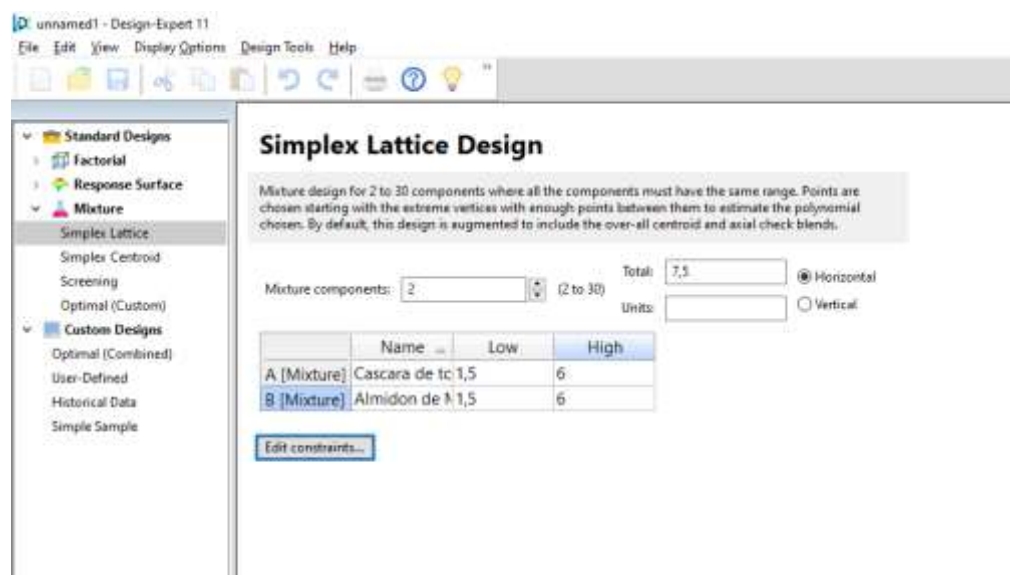 unnamed1 - Design-Expert 11
File Edit View Display Options Design Tools Help
Standard Designs
Factorial
Response Surface
Mixture
Simplex Lattice
Simplex Centroid
Screening
Optimal (Custom)
Custom Designs
Optimal (Combined)
User-Defined
Historical Data
Simple Sample
Simplex Lattice Design
Mixture design for 2 to 30 components where all the components must have the same range. Points are
chosen starting with the extreme vertices with enough points between them to estimate the polynomial
chosen. By default, this design is augmented to include the over-all centroid and axial check blends.
Mixture components: 2 (2 to 30)
Total: 7,5
Units:
Horizontal
Vertical
Name Low High
A [Mixture] Cascara de tc 1,5 6
B [Mixture] Almidon de 1,5 6
Edit constraints...